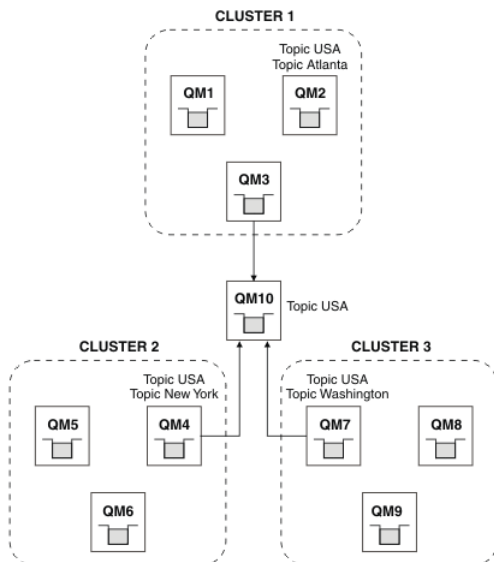 CLUSTER 1
Topic USA
Topic Atlanta
QM1
QM2
QM3
QM10
Topic USA
CLUSTER 2
Topic USA
Topic New York
QM5
QM4
QM6
CLUSTER 3
Topic USA
Topic Washington
QM7
QM8
QM9